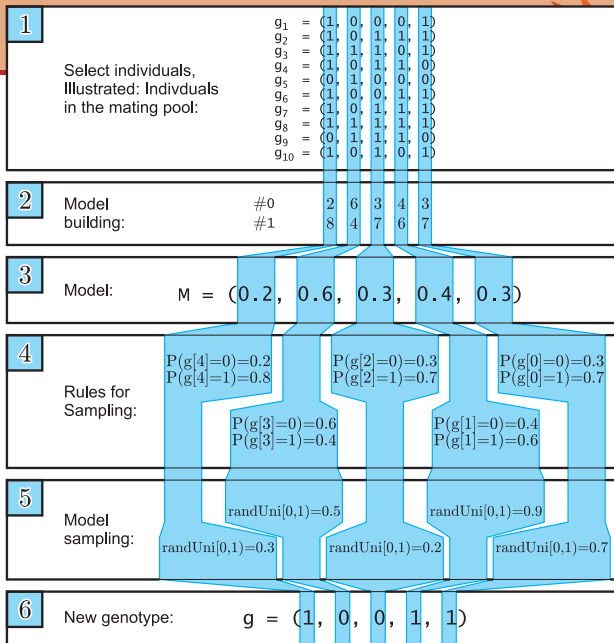 1
Select individuals,
Illustrated: Indivduals
in the mating pool:
g₁ = (1, 0, 0, 0, 1)
g₂ = (1, 0, 1, 1, 1)
g₃ = (1, 1, 1, 0, 1)
g₄ = (1, 0, 1, 1, 0)
g₅ = (0, 1, 0, 0, 0)
g₆ = (1, 0, 0, 1, 1)
g₇ = (1, 0, 1, 1, 1)
g₈ = (1, 1, 1, 1, 1)
g₉ = (0, 1, 1, 1, 0)
g₁₀ = (1, 0, 1, 0, 1)
2
Model
building:
#0 2 6 3 4 3
#1 8 4 7 6 7
3
Model:
M = (0.2, 0.6, 0.3, 0.4, 0.3)
4
Rules for
Sampling:
P(g[4]=0)=0.2 P(g[2]=0)=0.3 P(g[0]=0)=0.3
P(g[4]=1)=0.8 P(g[2]=1)=0.7 P(g[0]=1)=0.7
P(g[3]=0)=0.6 P(g[1]=0)=0.4
P(g[3]=1)=0.4 P(g[1]=1)=0.6
5
Model
sampling:
randUni[0,1)=0.5 randUni[0,1)=0.9
randUni[0,1)=0.3 randUni[0,1)=0.2 randUni[0,1)=0.7
6
New genotype:
g = (1, 0, 0, 1, 1)